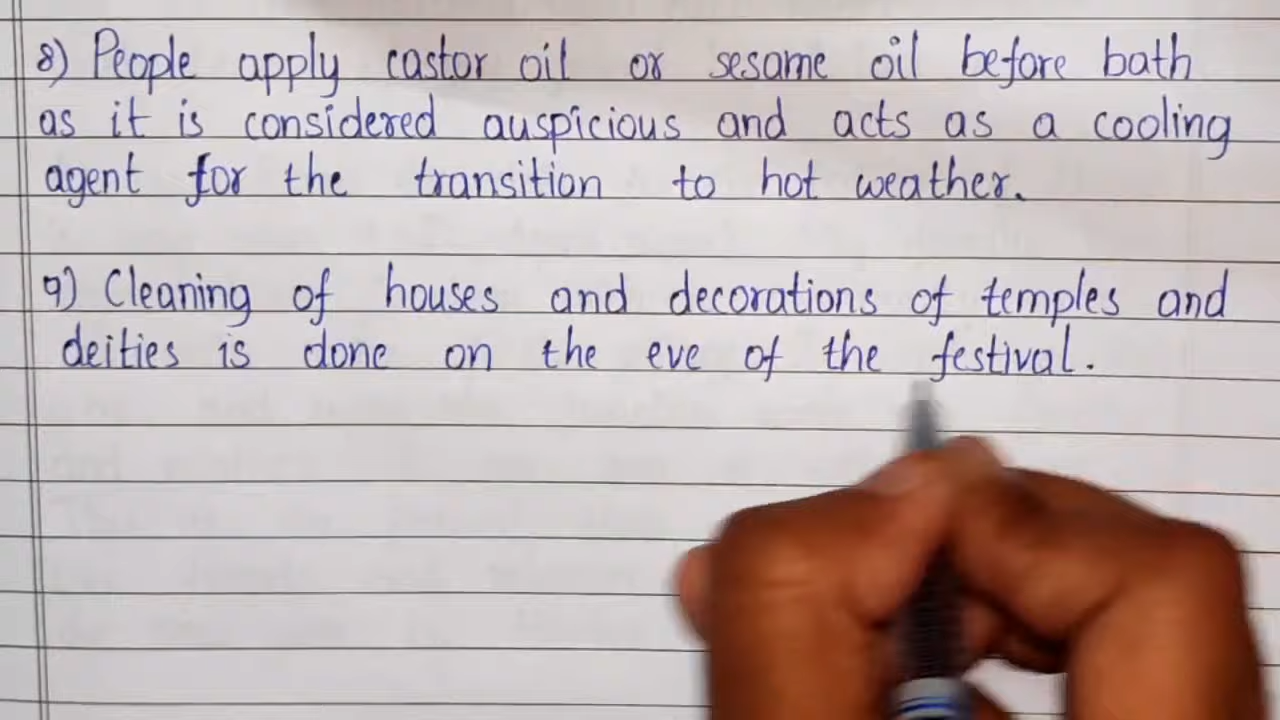 8) People apply castor oil or sesame oil before bath
as it is considered auspicious and acts as a cooling
agent for the transition to hot weather.
9) Cleaning of houses and decorations of temples and
deities is done on the eve of the festival.